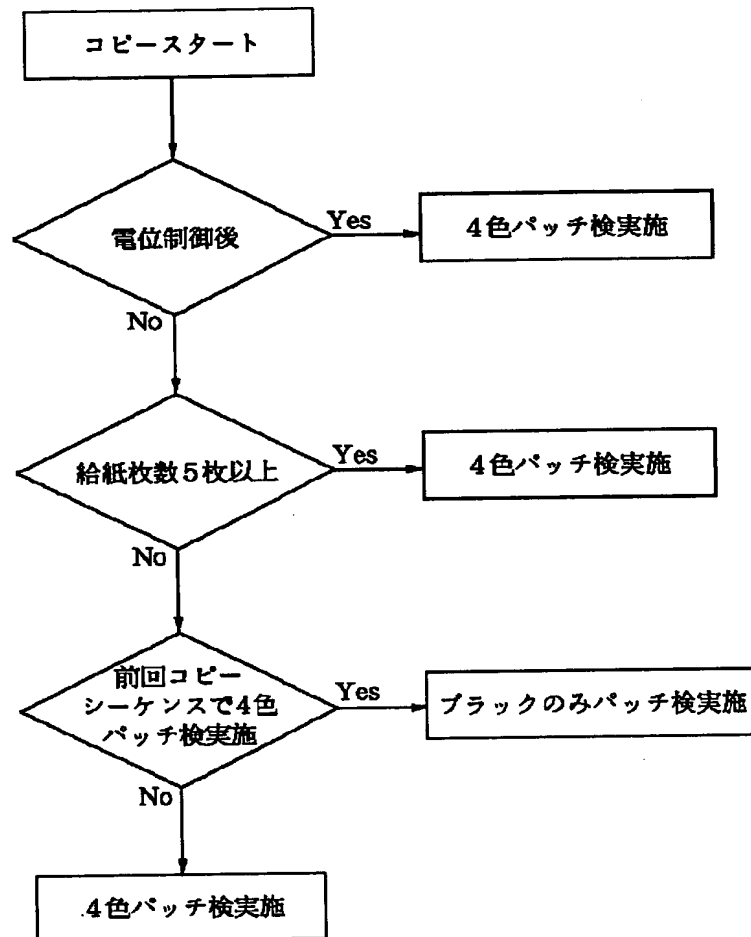 コピースタート
電位制御後
Yes
4色パッチ検実施
No
給紙枚数5枚以上
Yes
4色パッチ検実施
No
前回コピー
シーケンスで4色
パッチ検実施
Yes
ブラックのみパッチ検実施
No
4色パッチ検実施